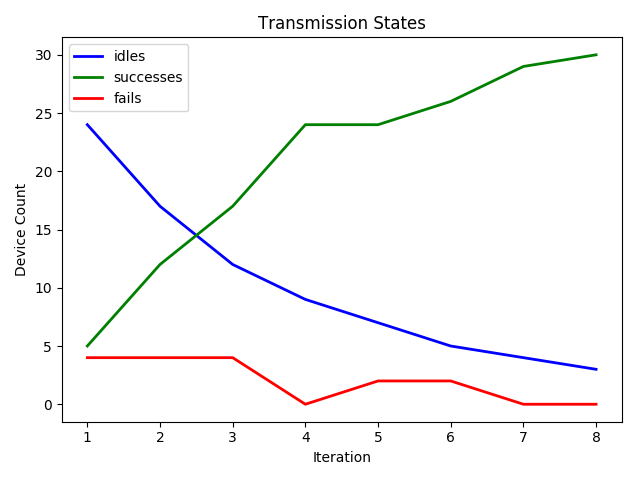 Transmission States
idles
successes
fails
30
25
20
15
10
5
0
Device Count
1 2 3 4 5 6 7 8
Iteration